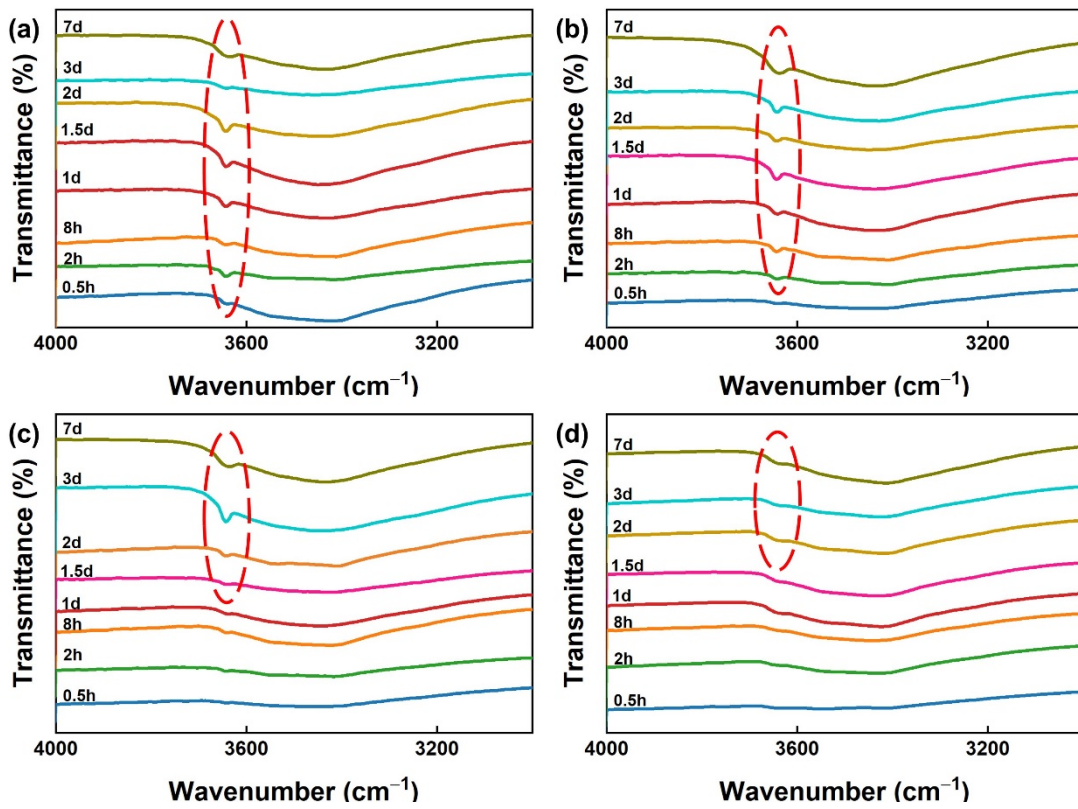 (a)
7d
3d
2d
1.5d
1d
8h
2h
0.5h
Transmittance (%)
4000
3600
3200
Wavenumber (cm⁻¹)
(b)
7d
3d
2d
1.5d
1d
8h
2h
0.5h
Transmittance (%)
4000
3600
3200
Wavenumber (cm⁻¹)
(c)
7d
3d
2d
1.5d
1d
8h
2h
0.5h
Transmittance (%)
4000
3600
3200
Wavenumber (cm⁻¹)
(d)
7d
3d
2d
1.5d
1d
8h
2h
0.5h
Transmittance (%)
4000
3600
3200
Wavenumber (cm⁻¹)